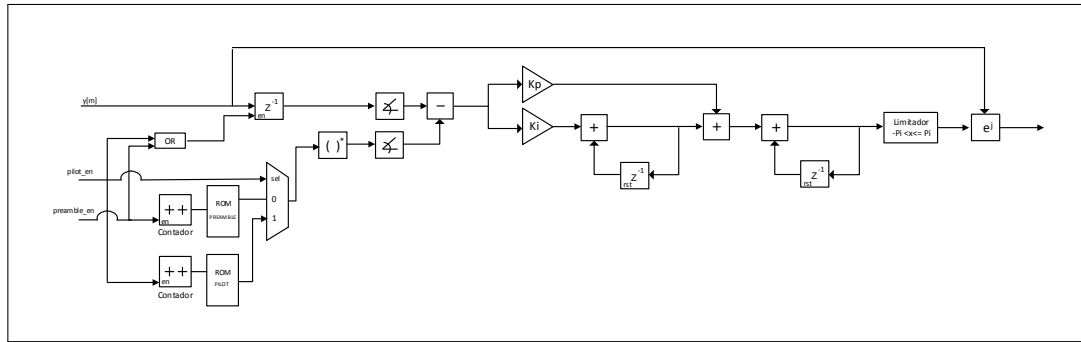 y[m]
Z-1
en
OR
pilot_en
preamble_en
++
en
Contador
ROM
PREAMBLE
++
en
Contador
ROM
PILOT
sel
0
1
( )*
−
Kp
Ki
+
Z-1
rst
+
+
Z-1
rst
Limitador
-Pi <x<= Pi
ej